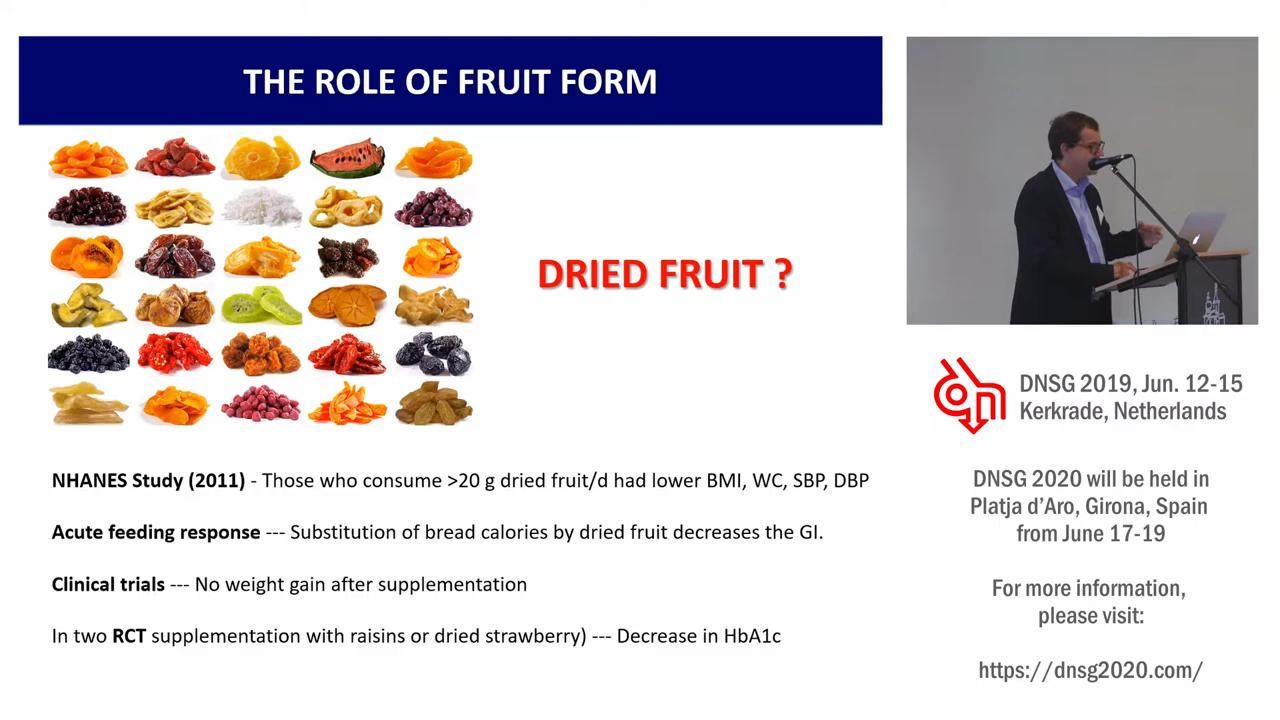 THE ROLE OF FRUIT FORM
DRIED FRUIT ?
NHANES Study (2011) - Those who consume >20 g dried fruit/d had lower BMI, WC, SBP, DBP
Acute feeding response --- Substitution of bread calories by dried fruit decreases the GI.
Clinical trials --- No weight gain after supplementation
In two RCT supplementation with raisins or dried strawberry) --- Decrease in HbA1c
DNSG 2019, Jun. 12-15
Kerkrade, Netherlands
DNSG 2020 will be held in
Platja d’Aro, Girona, Spain
from June 17-19
For more information,
please visit:
https://dnsg2020.com/